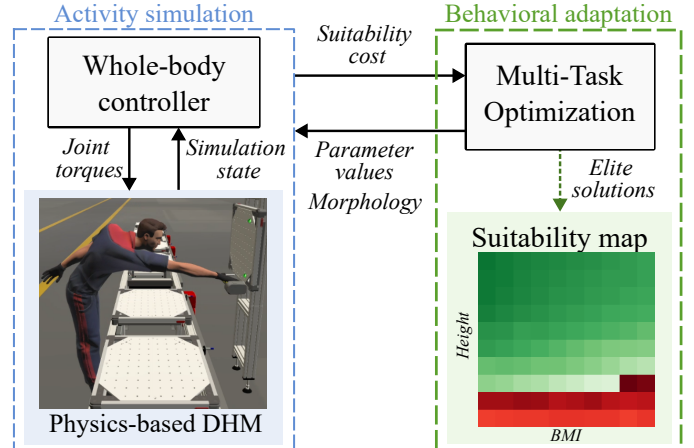 Activity simulation
Behavioral adaptation
Whole-body
controller
Suitability
cost
Multi-Task
Optimization
Joint
torques
Simulation
state
Parameter
values
Morphology
Elite
solutions
Suitability map
Height
BMI
Physics-based DHM